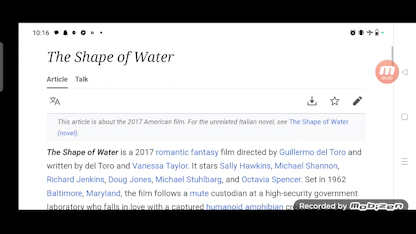 10:16
The Shape of Water
Article Talk
This article is about the 2017 American film. For the unrelated Italian novel, see The Shape of Water
(novel).
The Shape of Water is a 2017 romantic fantasy film directed by Guillermo del Toro and
written by del Toro and Vanessa Taylor. It stars Sally Hawkins, Michael Shannon,
Richard Jenkins, Doug Jones, Michael Stuhlbarg, and Octavia Spencer. Set in 1962
Baltimore, Maryland, the film follows a mute custodian at a high-security government
laboratory who falls in love with a captured humanoid amphibian
Recorded by Mobizen